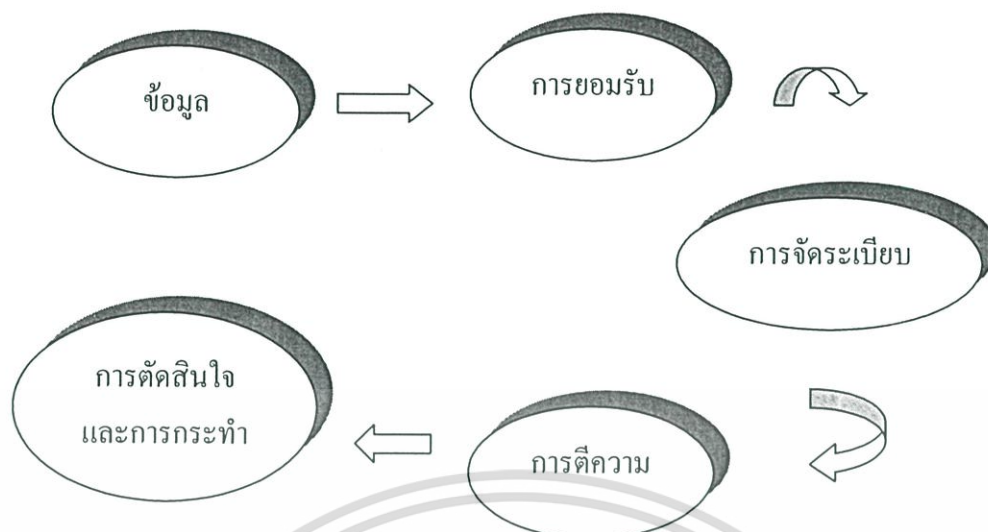 ข้อมูล
การยอมรับ
การจัดระเบียบ
การตีความ
การตัดสินใจ
และการกระทำ